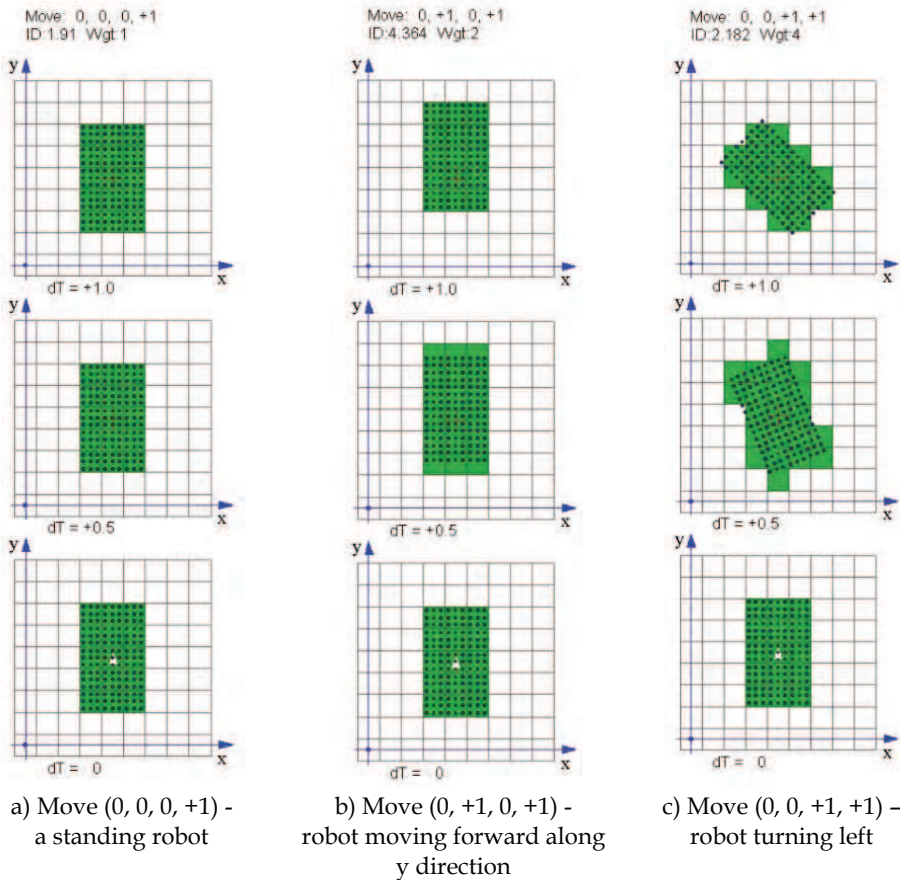 Move: 0, 0, 0, +1
ID:1.91 Wgt:1
y
x
dT = +1.0
y
x
dT = +0.5
y
x
dT = 0
a) Move (0, 0, 0, +1) -
a standing robot
Move: 0, +1, 0, +1
ID:4.364 Wgt:2
y
x
dT = +1.0
y
x
dT = +0.5
y
x
dT = 0
b) Move (0, +1, 0, +1) -
robot moving forward along
y direction
Move: 0, 0, +1, +1
ID:2.182 Wgt:4
y
x
dT = +1.0
y
x
dT = +0.5
y
x
dT = 0
c) Move (0, 0, +1, +1) –
robot turning left